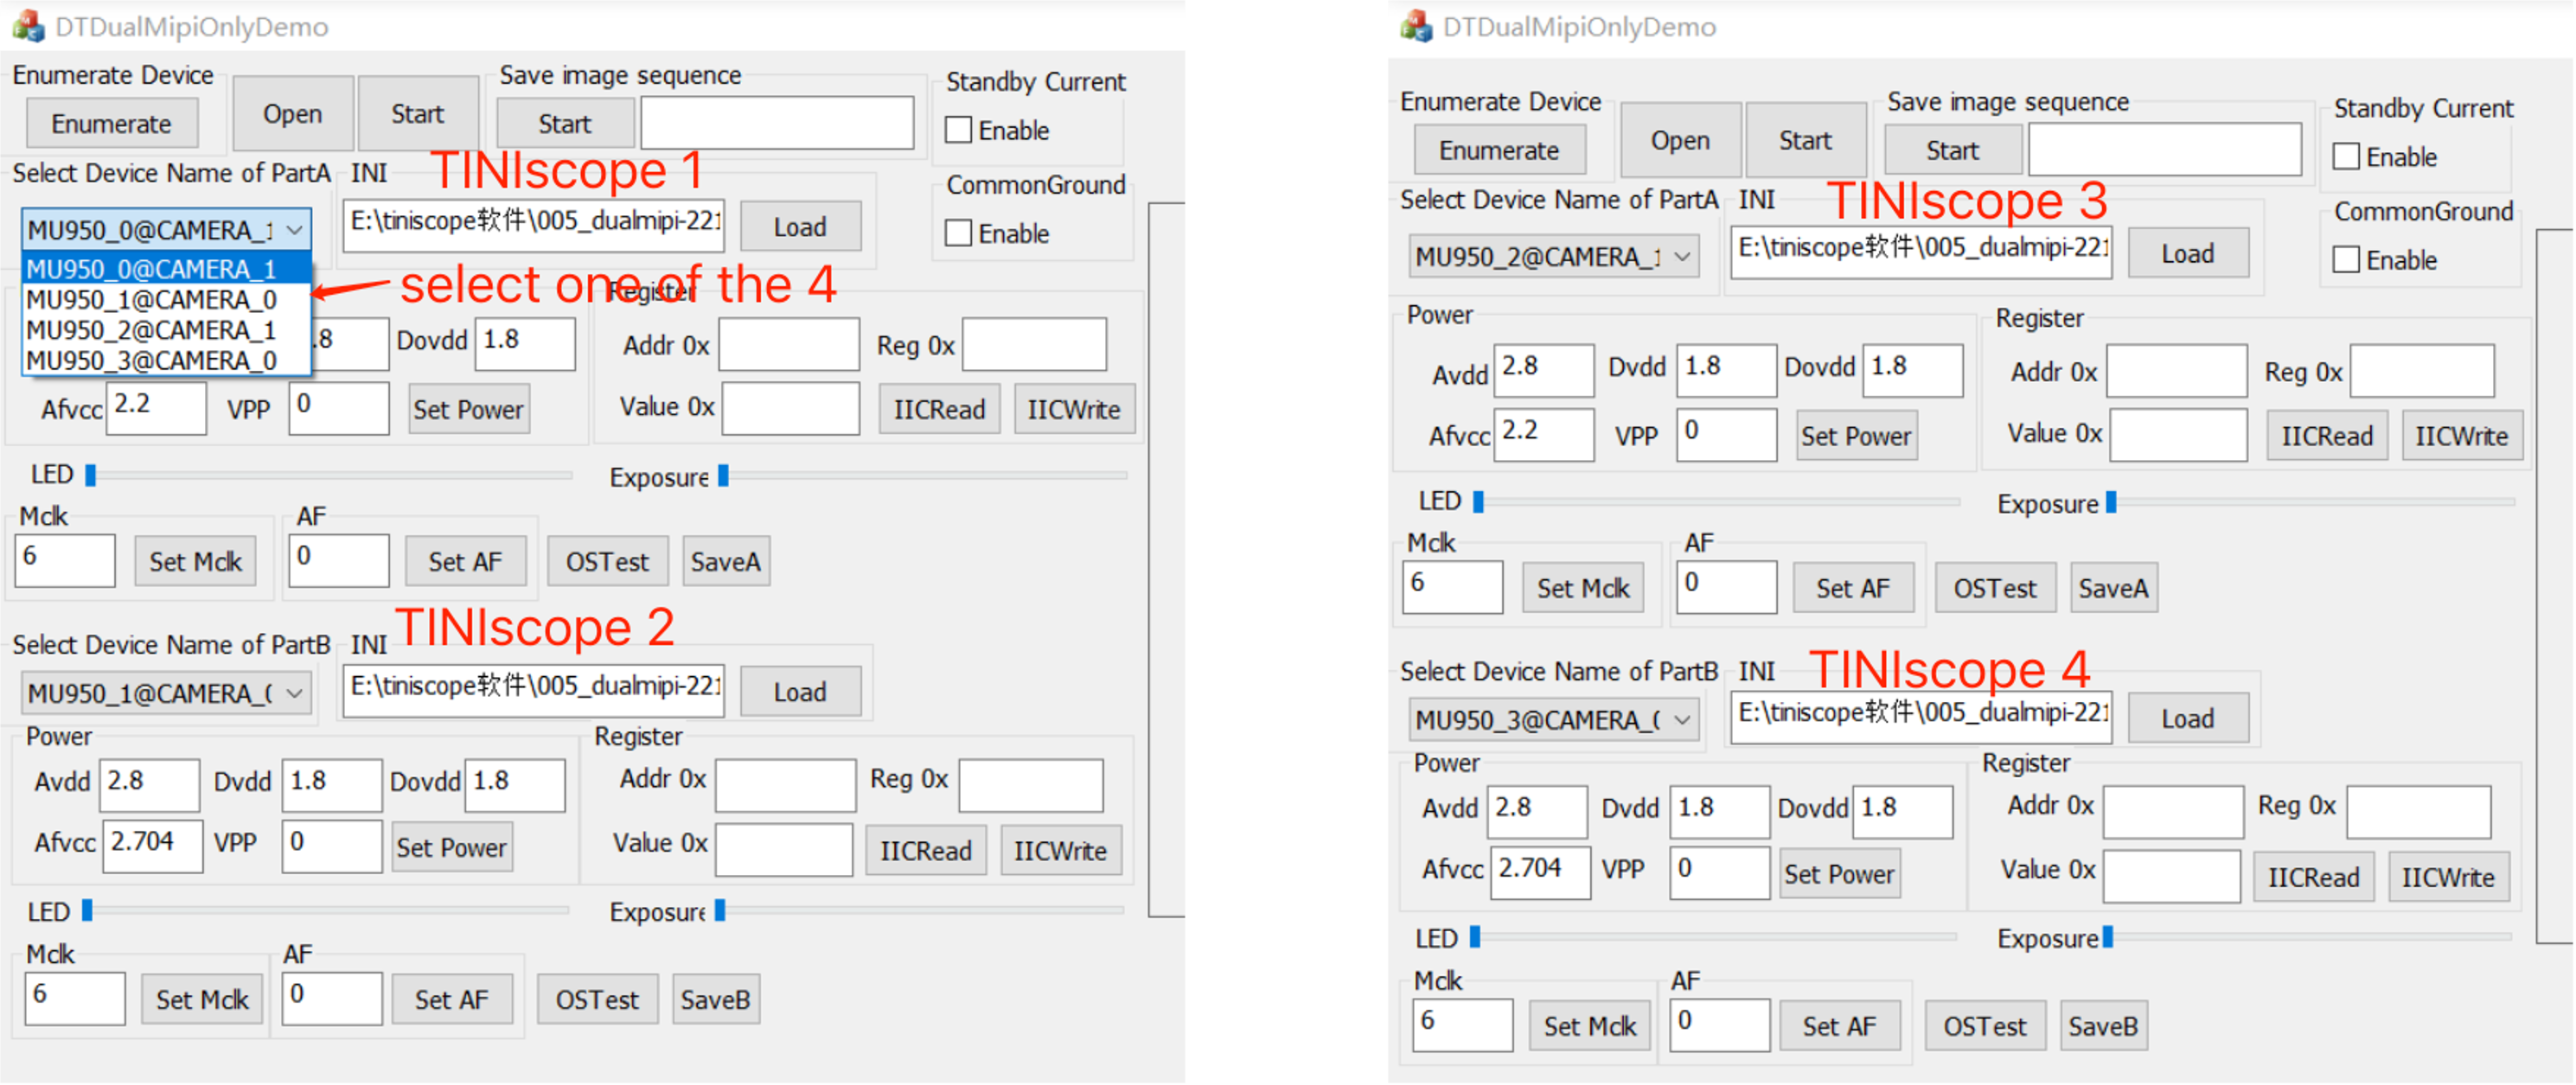 DTDualMipiOnlyDemo
Enumerate Device
Save image sequence
Standby Current
Enumerate
Open
Start
Start
Enable
Select Device Name of PartA
INI
TINIscope 1
CommonGround
MU950_0@CAMERA_1
E:\tiniscope软件\005_dualmipi-221
Load
Enable
MU950_0@CAMERA_1
MU950_1@CAMERA_0
MU950_2@CAMERA_1
MU950_3@CAMERA_0
select one of the 4
Register
.8
Dovdd
1.8
Addr 0x
Reg 0x
Afvcc
2.2
VPP
0
Set Power
Value 0x
IICRead
IICWrite
LED
Exposure
Mclk
AF
6
Set Mclk
0
Set AF
OSTest
SaveA
TINIscope 2
Select Device Name of PartB
INI
MU950_1@CAMERA_(
E:\tiniscope软件\005_dualmipi-221
Load
Power
Register
Avdd
2.8
Dvdd
1.8
Dovdd
1.8
Addr 0x
Reg 0x
Afvcc
2.704
VPP
0
Set Power
Value 0x
IICRead
IICWrite
LED
Exposure
Mclk
AF
6
Set Mclk
0
Set AF
OSTest
SaveB
DTDualMipiOnlyDemo
Enumerate Device
Save image sequence
Standby Current
Enumerate
Open
Start
Start
Enable
Select Device Name of PartA
INI
TINIscope 3
CommonGround
MU950_2@CAMERA_1
E:\tiniscope软件\005_dualmipi-221
Load
Enable
Power
Register
Avdd
2.8
Dvdd
1.8
Dovdd
1.8
Addr 0x
Reg 0x
Afvcc
2.2
VPP
0
Set Power
Value 0x
IICRead
IICWrite
LED
Exposure
Mclk
AF
6
Set Mclk
0
Set AF
OSTest
SaveA
Select Device Name of PartB
INI
TINIscope 4
MU950_3@CAMERA_(
E:\tiniscope软件\005_dualmipi-221
Load
Power
Register
Avdd
2.8
Dvdd
1.8
Dovdd
1.8
Addr 0x
Reg 0x
Afvcc
2.704
VPP
0
Set Power
Value 0x
IICRead
IICWrite
LED
Exposure
Mclk
AF
6
Set Mclk
0
Set AF
OSTest
SaveB